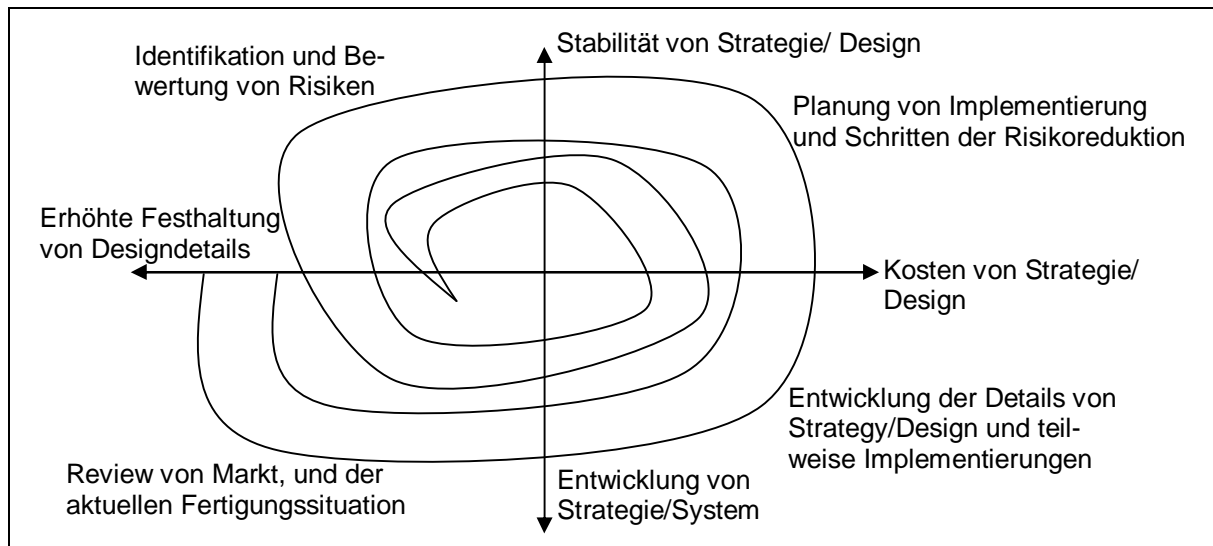 Stabilität von Strategie/ Design
Identifikation und Be-
wertung von Risiken
Planung von Implementierung
und Schritten der Risikoreduktion
Erhöhte Festhaltung
von Designdetails
Kosten von Strategie/
Design
Entwicklung der Details von
Strategy/Design und teil-
weise Implementierungen
Review von Markt, und der
aktuellen Fertigungssituation
Entwicklung von
Strategie/System